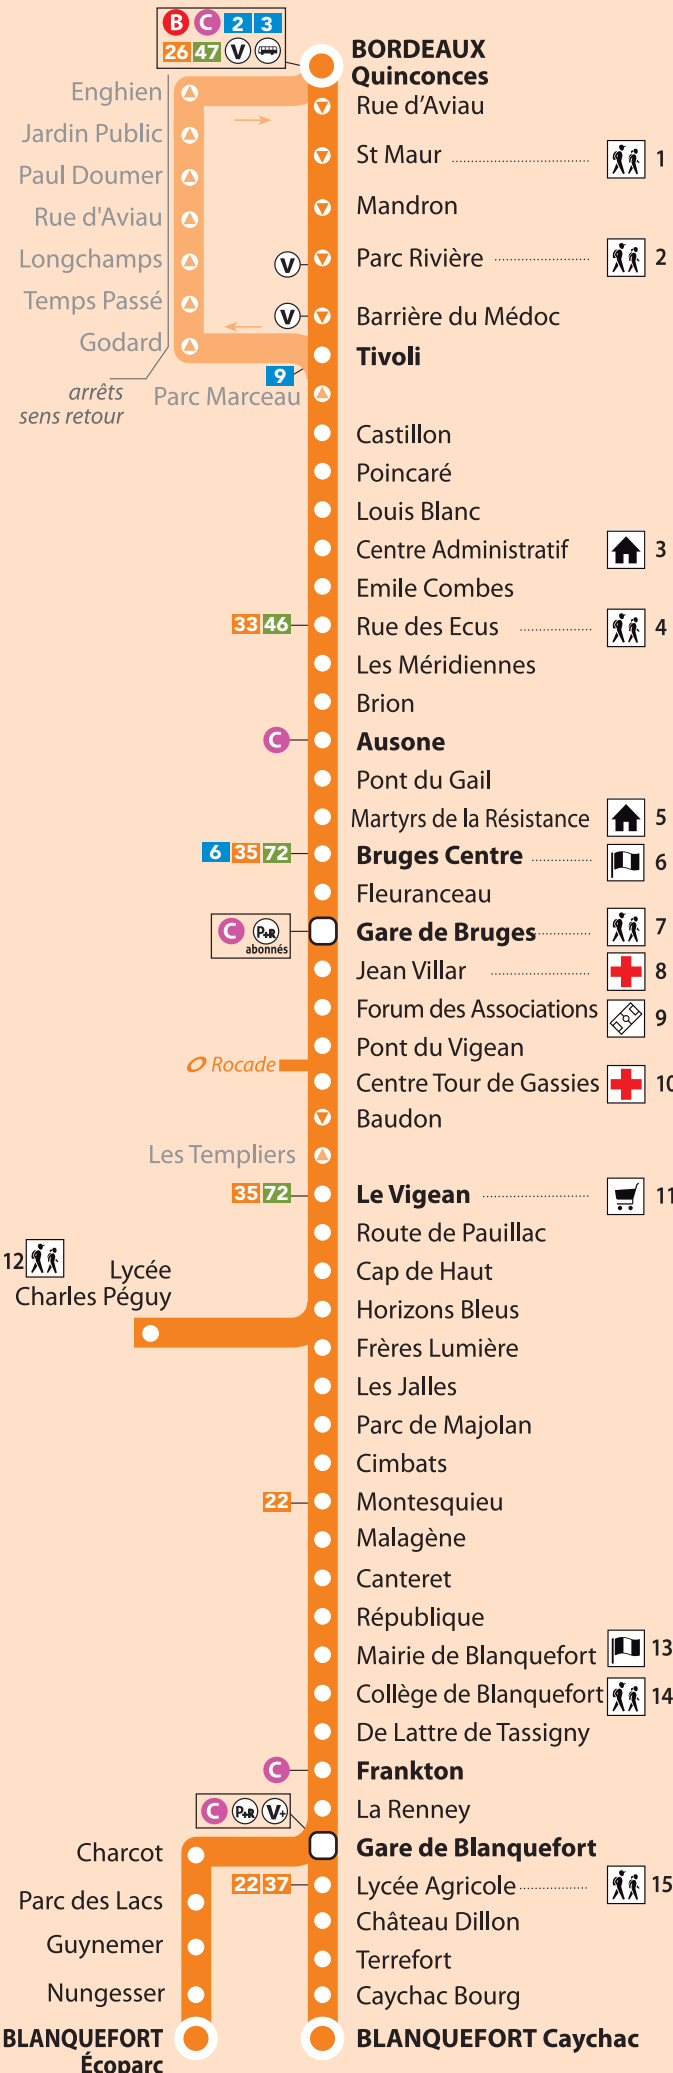 B C 2 3
26 47 V
BORDEAUX
Quinconces
Enghien
Jardin Public
Paul Doumer
Rue d'Aviau
Longchamps
Temps Passé
Godard
arrêts
sens retour
Rue d'Aviau
St Maur 1
Mandron
V Parc Rivière 2
V Barrière du Médoc
9 Tivoli
Parc Marceau
Castillon
Poincaré
Louis Blanc
Centre Administratif 3
Emile Combes
33 46 Rue des Ecus 4
Les Méridiennes
Brion
C Ausone
Pont du Gail
Martyrs de la Résistance 5
6 35 72 Bruges Centre 6
Fleuranceau
C P+R Gare de Bruges 7
abonnés
Jean Villar 8
Forum des Associations 9
Pont du Vigean
Rocade
Centre Tour de Gassies 10
Baudon
Les Templiers
35 72 Le Vigean 11
Route de Pauillac
12 Lycée
Charles Péguy
Cap de Haut
Horizons Bleus
Frères Lumière
Les Jalles
Parc de Majolan
Cimbats
22 Montesquieu
Malagène
Canteret
République
Mairie de Blanquefort 13
Collège de Blanquefort 14
De Lattre de Tassigny
C Frankton
La Renney
C P+R V+ Gare de Blanquefort
22 37 Lycée Agricole 15
Château Dillon
Terrefort
Caychac Bourg
BLANQUEFORT Caychac
Charcot
Parc des Lacs
Guynemer
Nungesser
BLANQUEFORT
Écoparc